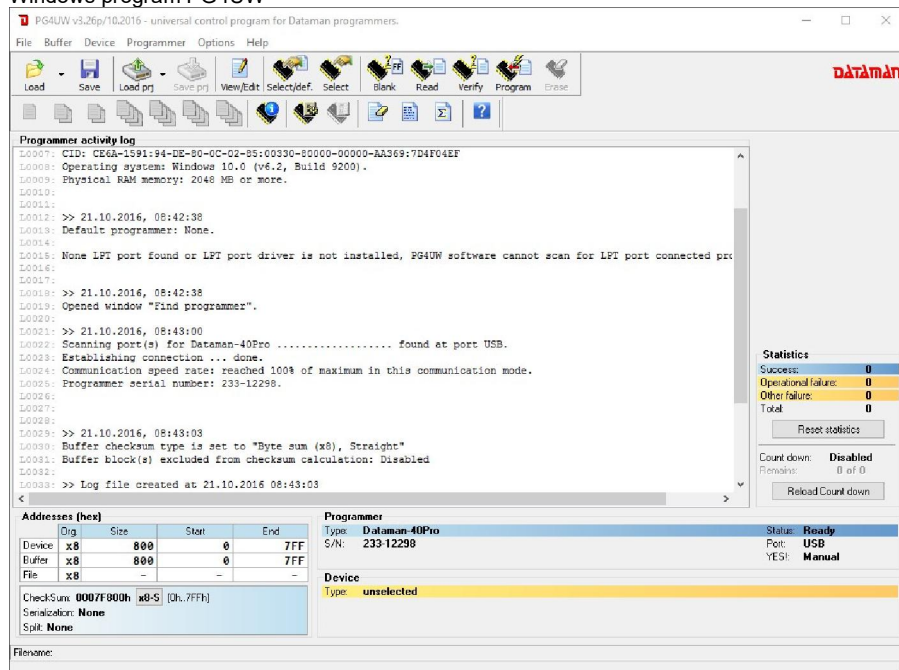 Windows program PG4UW
PG4UW v3.26p/10.2016 - universal control program for Dataman programmers.
File Buffer Device Programmer Options Help
Load Save Load prj Save prj View/Edit Select/def. Select Blank Read Verify Program Erase
DATAMAN
Programmer activity log
L0007: CID: CE6A-1591:94-DE-80-0C-02-85:00330-80000-00000-AA369:7D4F04EF
L0008: Operating system: Windows 10.0 (v6.2, Build 9200).
L0009: Physical RAM memory: 2048 MB or more.
L0010:
L0011:
L0012: >> 21.10.2016, 08:42:38
L0013: Default programmer: None.
L0014:
L0015: None LPT port found or LPT port driver is not installed, PG4UW software cannot scan for LPT port connected pro
L0016:
L0017:
L0018: >> 21.10.2016, 08:42:38
L0019: Opened window "Find programmer".
L0020:
L0021: >> 21.10.2016, 08:43:00
L0022: Scanning port(s) for Dataman-40Pro ................... found at port USB.
L0023: Establishing connection ... done.
L0024: Communication speed rate: reached 100% of maximum in this communication mode.
L0025: Programmer serial number: 233-12298.
L0026:
L0027:
L0028:
L0029: >> 21.10.2016, 08:43:03
L0030: Buffer checksum type is set to "Byte sum (x8), Straight"
L0031: Buffer block(s) excluded from checksum calculation: Disabled
L0032:
L0033: >> Log file created at 21.10.2016 08:43:03
Statistics
Success: 0
Operational failure: 0
Other failure: 0
Total: 0
Reset statistics
Count down: Disabled
Remains: 0 of 0
Reload Count down
Addresses (hex)
Org. Size Start End
Device x8 800 0 7FF
Buffer x8 800 0 7FF
File x8 - - -
CheckSum: 0007F800h x8-S [0h..7FFh]
Serialization: None
Split: None
Programmer
Type: Dataman-40Pro
S/N: 233-12298
Status: Ready
Port: USB
YES!: Manual
Device
Type: unselected
Filename: